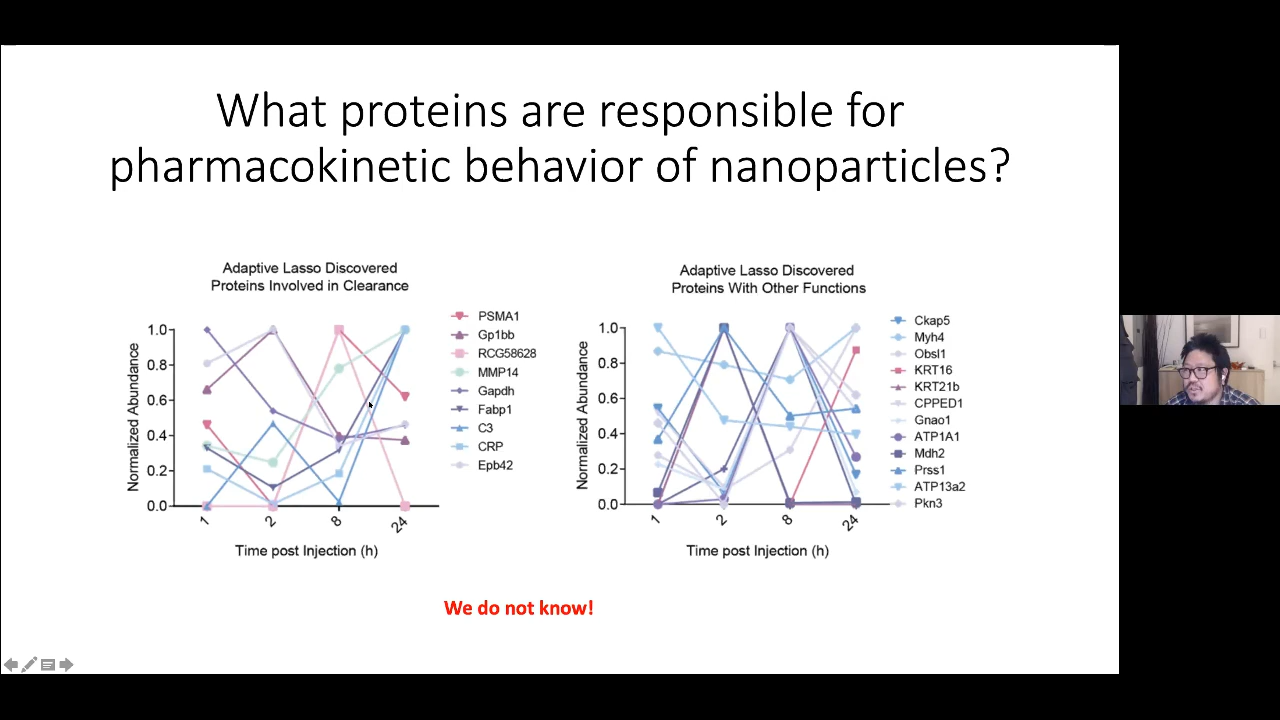 What proteins are responsible for
pharmacokinetic behavior of nanoparticles?
Adaptive Lasso Discovered
Proteins Involved in Clearance
Normalized Abundance
1.0
0.8
0.6
0.4
0.2
0.0
1
2
8
24
Time post Injection (h)
PSMA1
Gp1bb
RCG58628
MMP14
Gapdh
Fabp1
C3
CRP
Epb42
Adaptive Lasso Discovered
Proteins With Other Functions
Normalized Abundance
1.0
0.8
0.6
0.4
0.2
0.0
1
2
8
24
Time post Injection (h)
Ckap5
Myh4
Obsl1
KRT16
KRT21b
CPPED1
Gnao1
ATP1A1
Mdh2
Prss1
ATP13a2
Pkn3
We do not know!